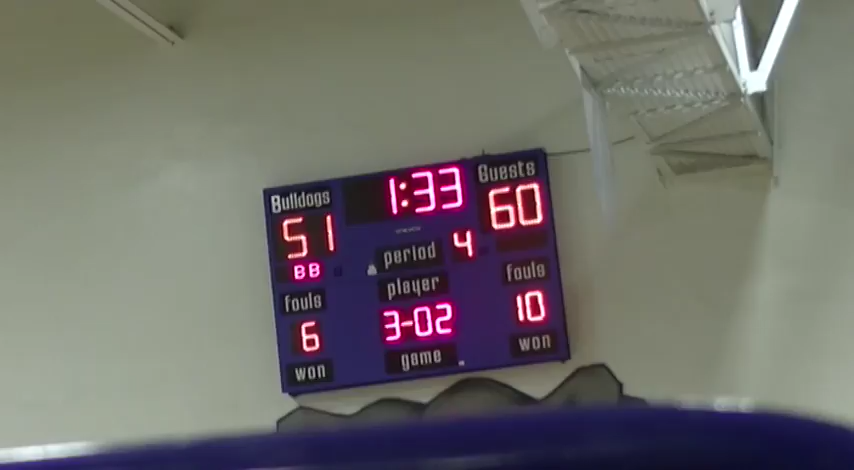 Bulldogs 1:33 Guests
51 60
BB period 4
fouls player fouls
6 3-02 10
won game won